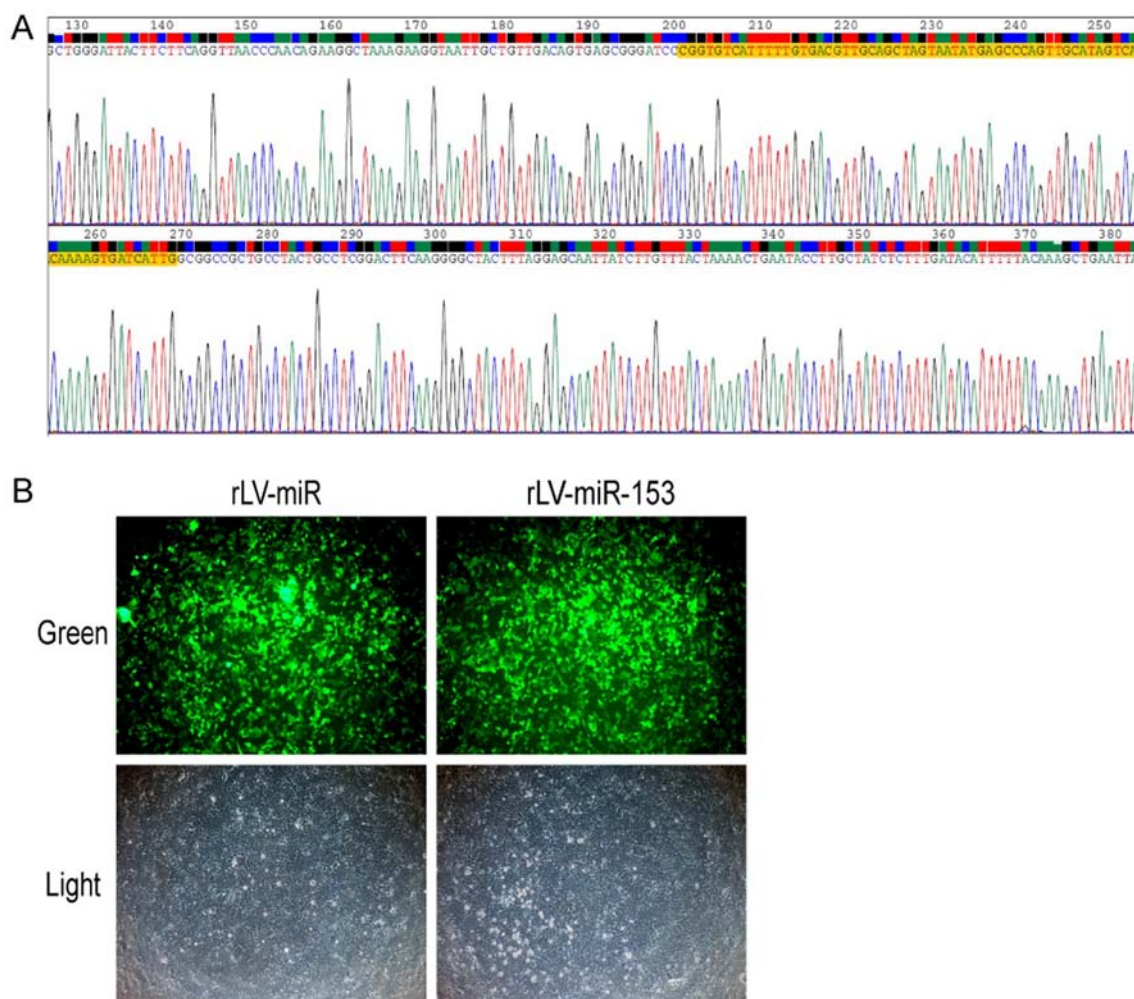 A
130 140 150 160 170 180 190 200 210 220 230 240 250
GCTGGGATTACTTCTTCAGGTTAACCCAACAGAAGGCTAAAGAAGGTAATTGCTGTTGACAGTGAGCGGGATCCCGGTGTCATTTTTGTGACGTTGCAGCTAGTAATATGAGCCCAGTTGCATAGTCA
260 270 280 290 300 310 320 330 340 350 360 370 380
CAAAAGTGATCATTGGCGGCCGCTGCCTACTGCCTCGGACTTCAAGGGGCTACTTTAGGAGCAATTATCTTGTTTACTAAAACTGAATACCTTGCTATCTCTTTGATACATTTTTACAAAGCTGAATTA
B
rLV-miR rLV-miR-153
Green
Light